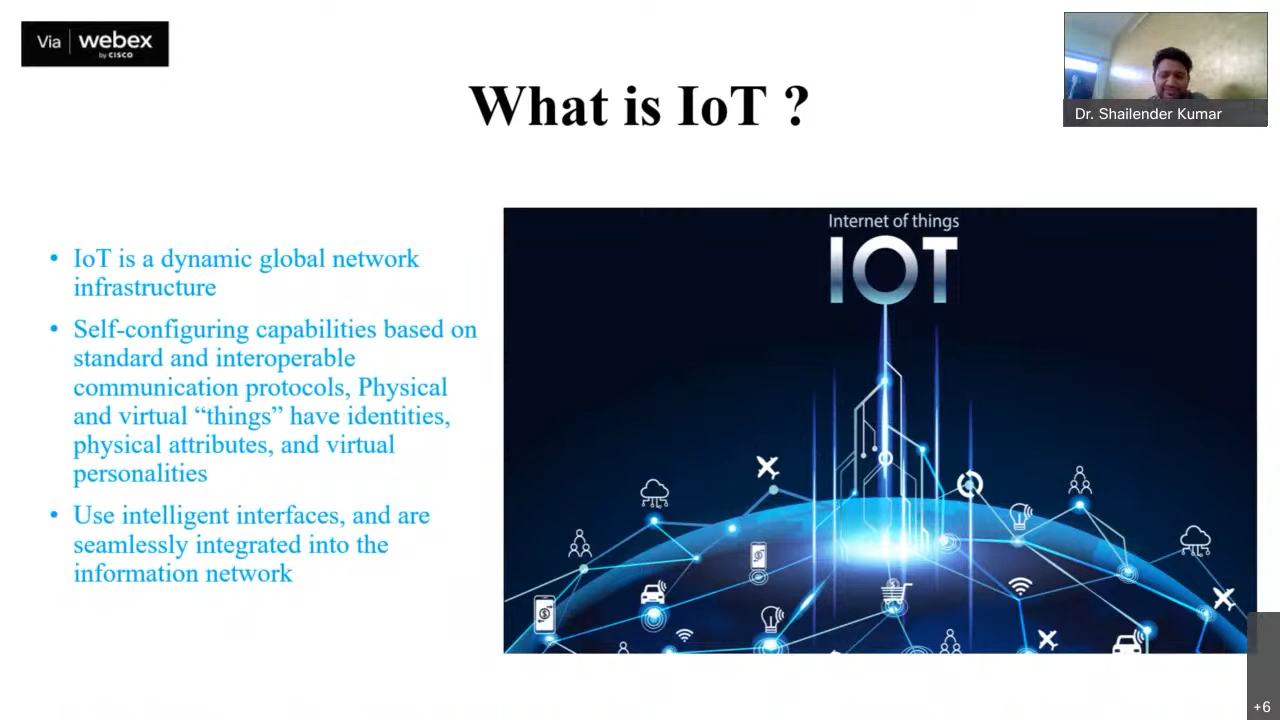 Via webex
by CISCO
What is IoT ?
Dr. Shailender Kumar
• IoT is a dynamic global network
infrastructure
• Self-configuring capabilities based on
standard and interoperable
communication protocols, Physical
and virtual “things” have identities,
physical attributes, and virtual
personalities
• Use intelligent interfaces, and are
seamlessly integrated into the
information network
Internet of things
IOT
+6